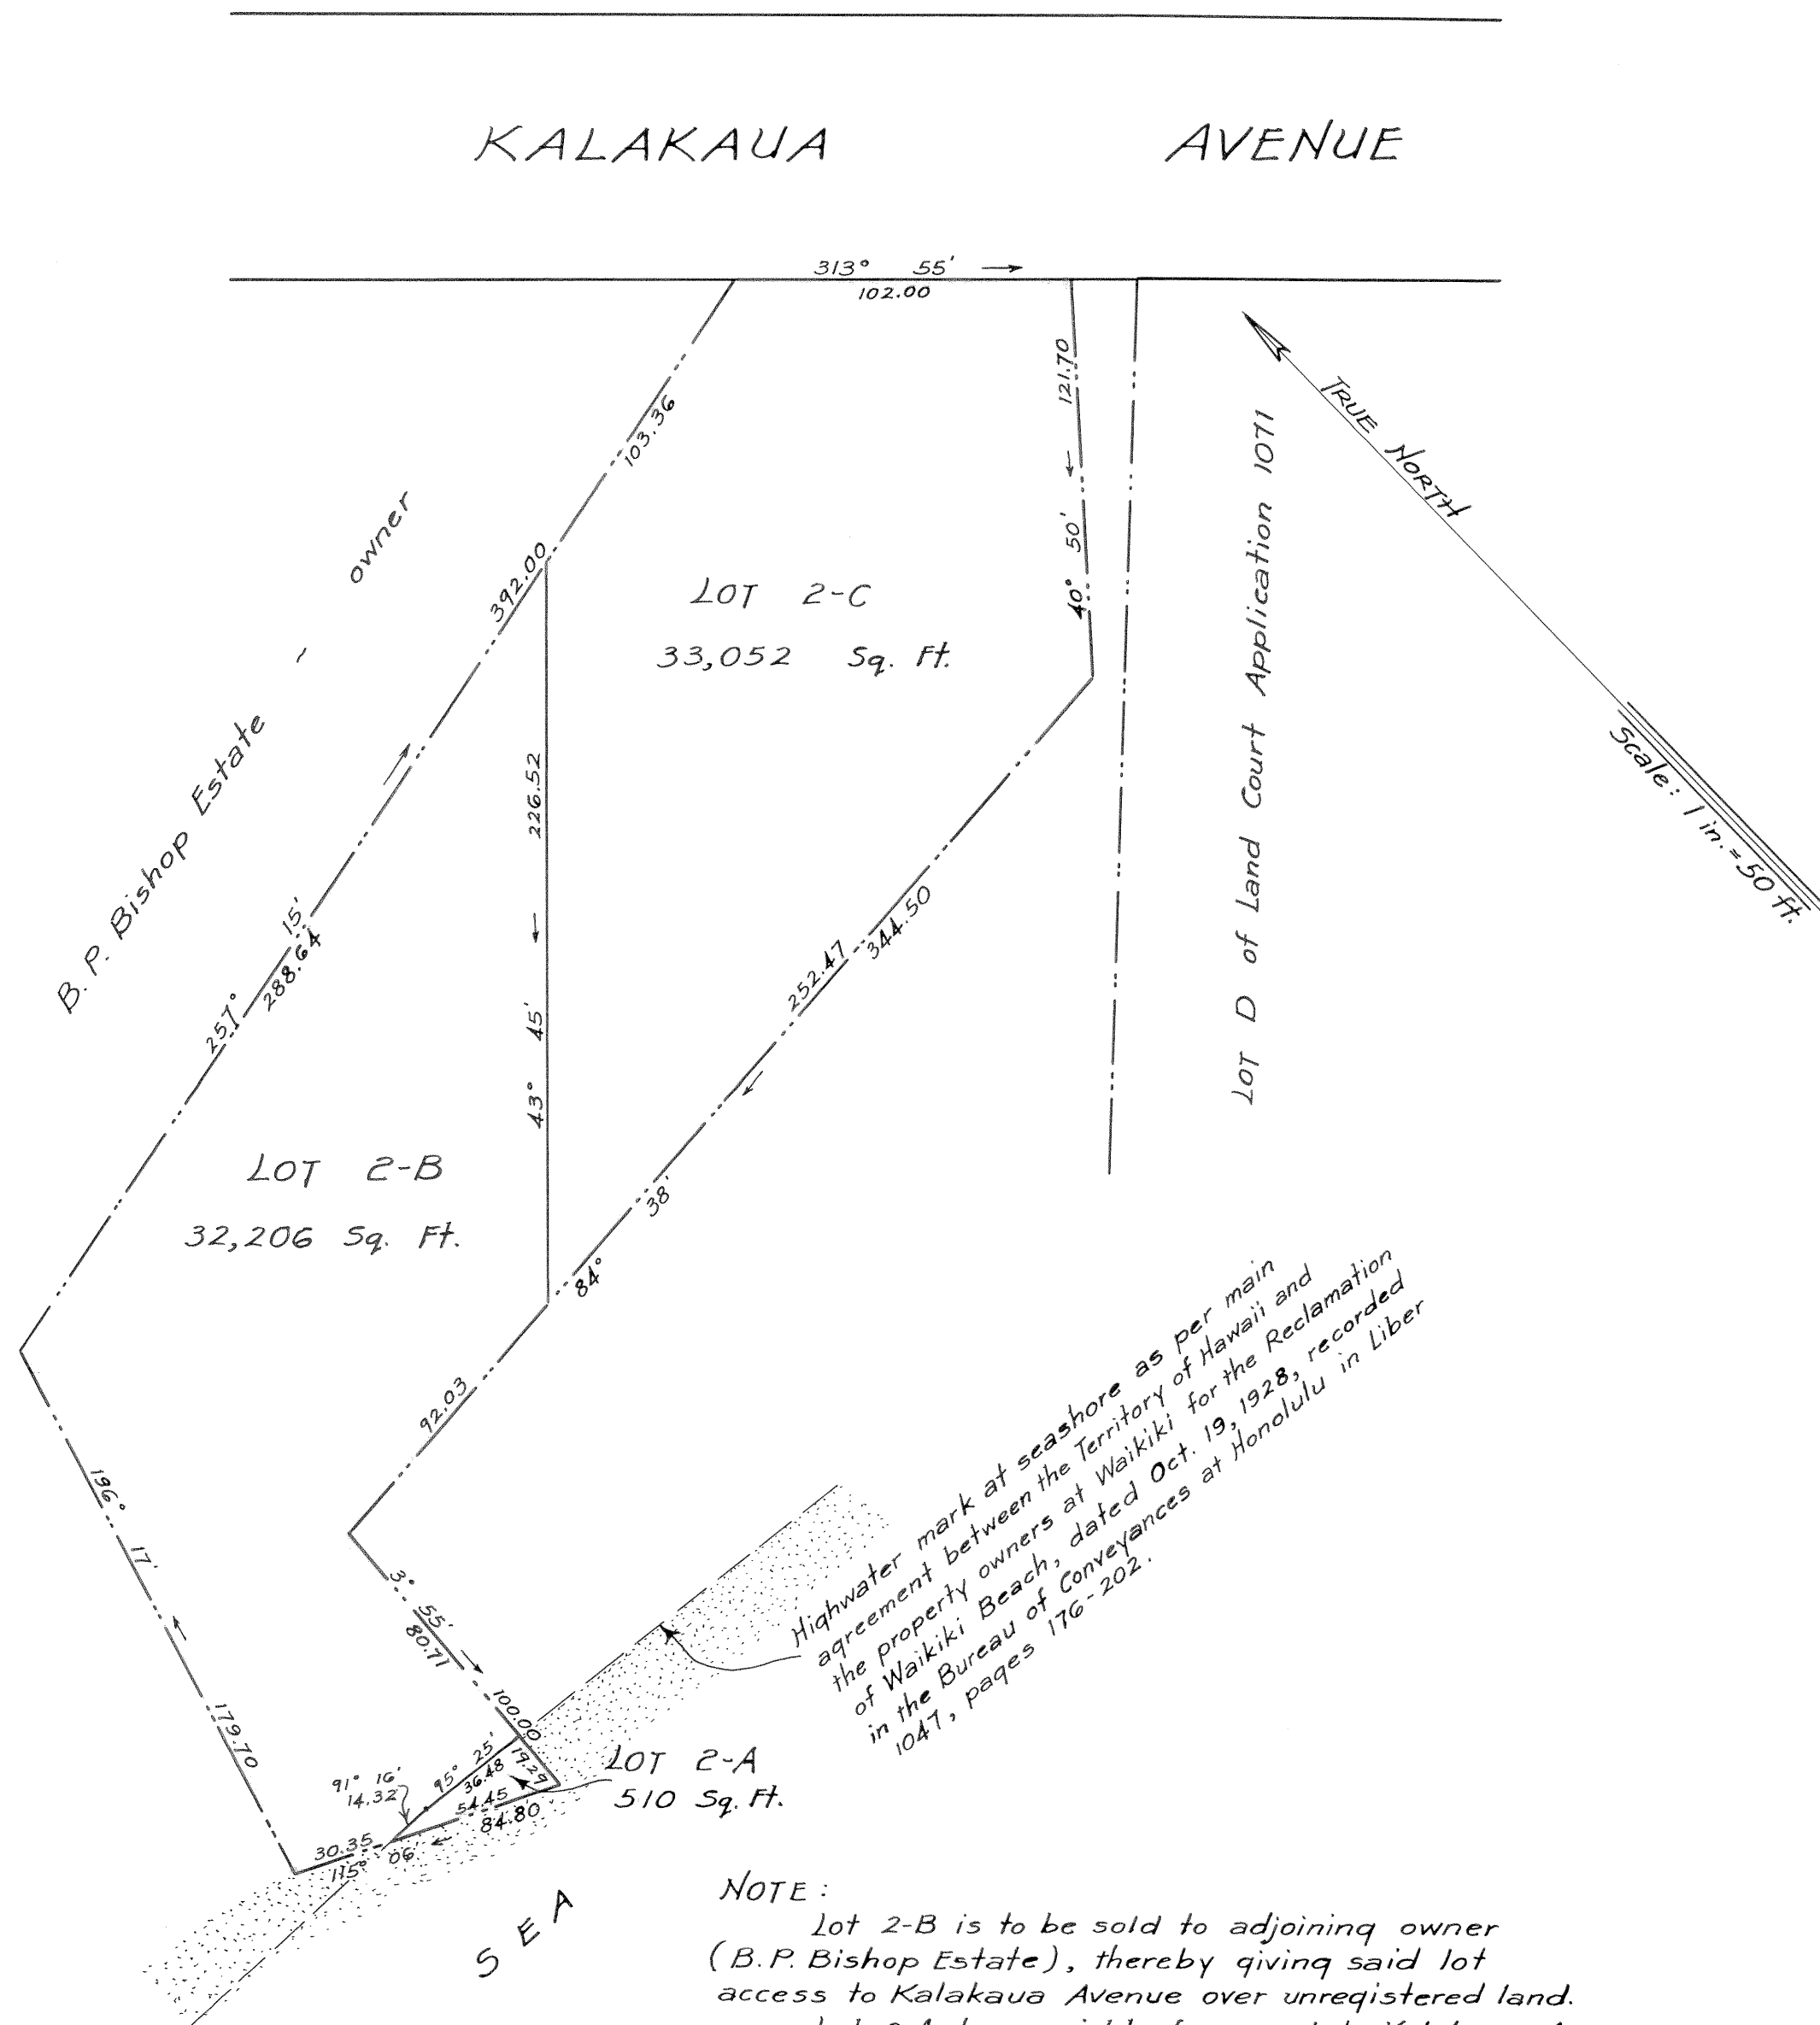 KALAKAUA AVENUE
313° 55'
102.00
103.36
121.70
40° 50'
TRUE NORTH
Scale: 1 in. = 50 ft.
B. P. Bishop Estate - owner
392.00
LOT 2-C
33,052 Sq. Ft.
LOT D of Land Court Application 1071
226.52
43° 45'
257° 15'
288.64
252.47
344.50
84° 38'
LOT 2-B
32,206 Sq. Ft.
92.03
196° 17'
179.70
3° 55'
80.71
100.00
19.29
95° 25'
36.48
91° 16'
14.32
54.45
84.80
30.35
115° 06'
LOT 2-A
510 Sq. Ft.
Highwater mark at seashore as per main
agreement between the Territory of Hawaii and
the property owners at Waikiki for the Reclamation
of Waikiki Beach, dated Oct. 19, 1928, recorded
in the Bureau of Conveyances at Honolulu in Liber
1047, pages 176-202.
SEA
NOTE:
Lot 2-B is to be sold to adjoining owner
(B.P. Bishop Estate), thereby giving said lot
access to Kalakaua Avenue over unregistered land.